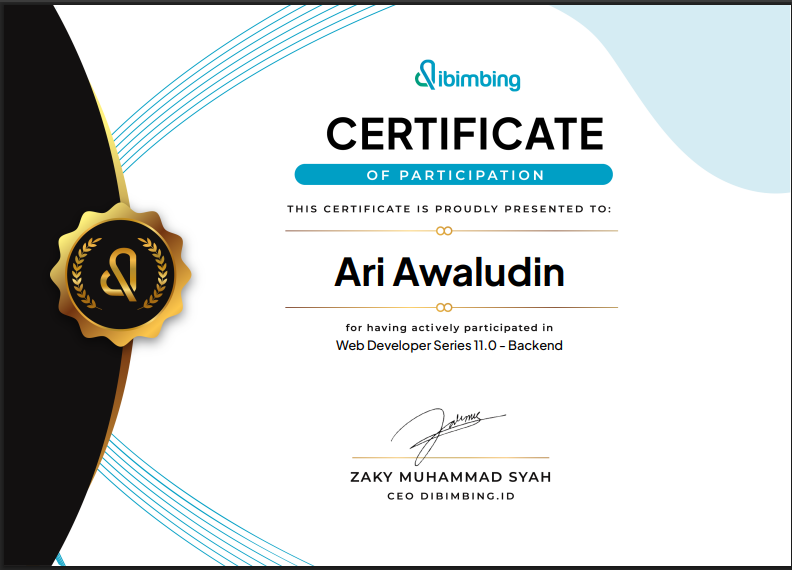 dibimbing
CERTIFICATE
OF PARTICIPATION
THIS CERTIFICATE IS PROUDLY PRESENTED TO:
Ari Awaludin
for having actively participated in
Web Developer Series 11.0 - Backend
ZAKY MUHAMMAD SYAH
CEO DIBIMBING.ID